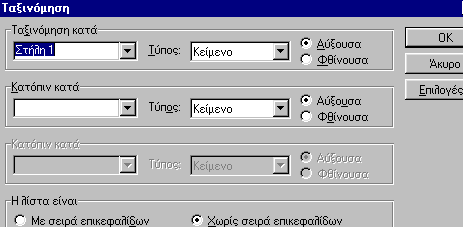 Ταξινόμηση
Ταξινόμηση κατά
Στήλη 1 Τύπος: Κείμενο Αύξουσα
Φθίνουσα
Κατόπιν κατά
Τύπος: Κείμενο Αύξουσα
Φθίνουσα
Κατόπιν κατά
Τύπος: Κείμενο Αύξουσα
Φθίνουσα
Η λίστα είναι
Με σειρά επικεφαλίδων Χωρίς σειρά επικεφαλίδων
OK
Άκυρο
Επιλογές